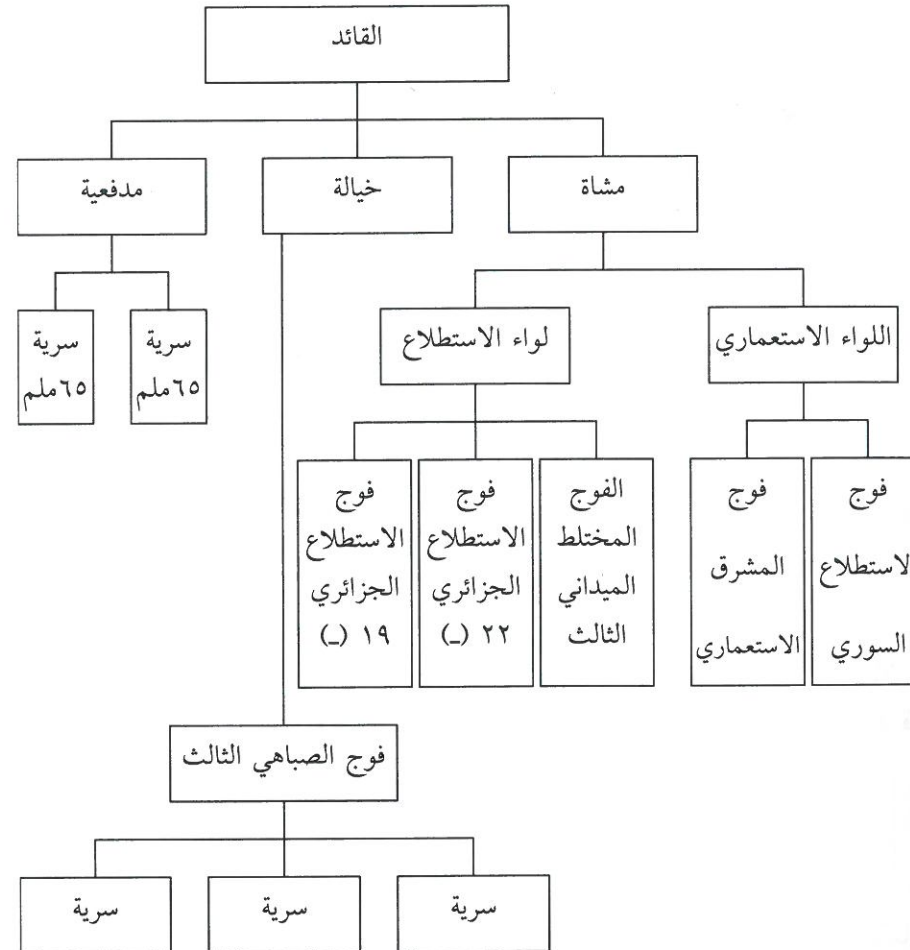 القائد
مشاة
خيالة
مدفعية
اللواء الاستعماري
لواء الاستطلاع
سرية
٦٥ملم
سرية
٦٥ملم
فوج
لاستطلاع
السوري
فوج
المشرق
الاستعماري
الفوج
المختلط
الميداني
الثالث
فوج
الاستطلاع
الجزائري
٢٢ (_)
فوج
الاستطلاع
الجزائري
١٩ (_)
فوج الصباهي الثالث
سرية
سرية
سرية